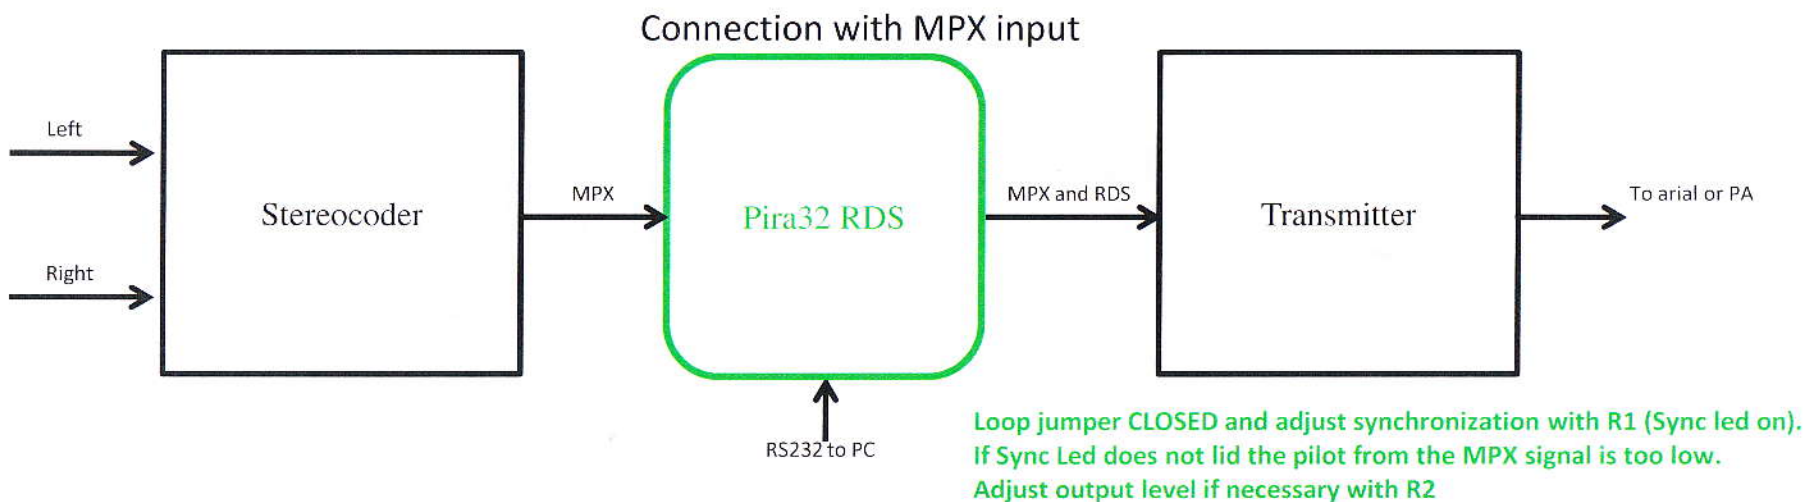 Connection with MPX input
Left
Right
Stereocoder
MPX
Pira32 RDS
MPX and RDS
Transmitter
To arial or PA
RS232 to PC
Loop jumper CLOSED and adjust synchronization with R1 (Sync led on).
If Sync Led does not lid the pilot from the MPX signal is too low.
Adjust output level if necessary with R2